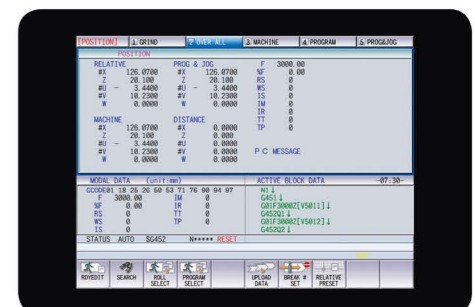 [POSITION] 1 GRIND 2 OVER ALL 3 MACHINE 4 PROGRAM 5 PROG&JOG
POSITION
RELATIVE PROG & JOG F 3000.00
#X 126.0700 #X 126.0700 %F 0.00
Z 20.100 Z 20.100 RS 0
#U - 3.4400 #U - 3.4400 WS 0
#V 10.2300 #V 10.2300 IS 0
W 0.0000 W 0.0000 IM 0
IR 0
MACHINE DISTANCE TT 0
#X 126.0700 #X 0.0000 TP 0
Z 20.100 Z 0.000
#U - 3.4400 #U 0.0000
#V 10.2300 #V 0.0000 P C MESSAGE
W 0.0000 W 0.0000
MODAL DATA (unit:mm) ACTIVE BLOCK DATA -07:30-
GCODE01 18 25 26 50 53 71 76 90 94 97 N1↓
F 3000.00 IM 0 G451↓
%F 0.00 IR 0 G01F3000Z[V5011]↓
RS 0 TT 0 G452Q1↓
WS 0 TP 0 G01F3000Z[V5012]↓
IS 0 G452Q2↓
STATUS AUTO $G452 N***** RESET
RDYEDIT SEARCH ROLL SELECT PROGRAM SELECT UPLOAD DATA BREAK # SET RELATIVE PRESET